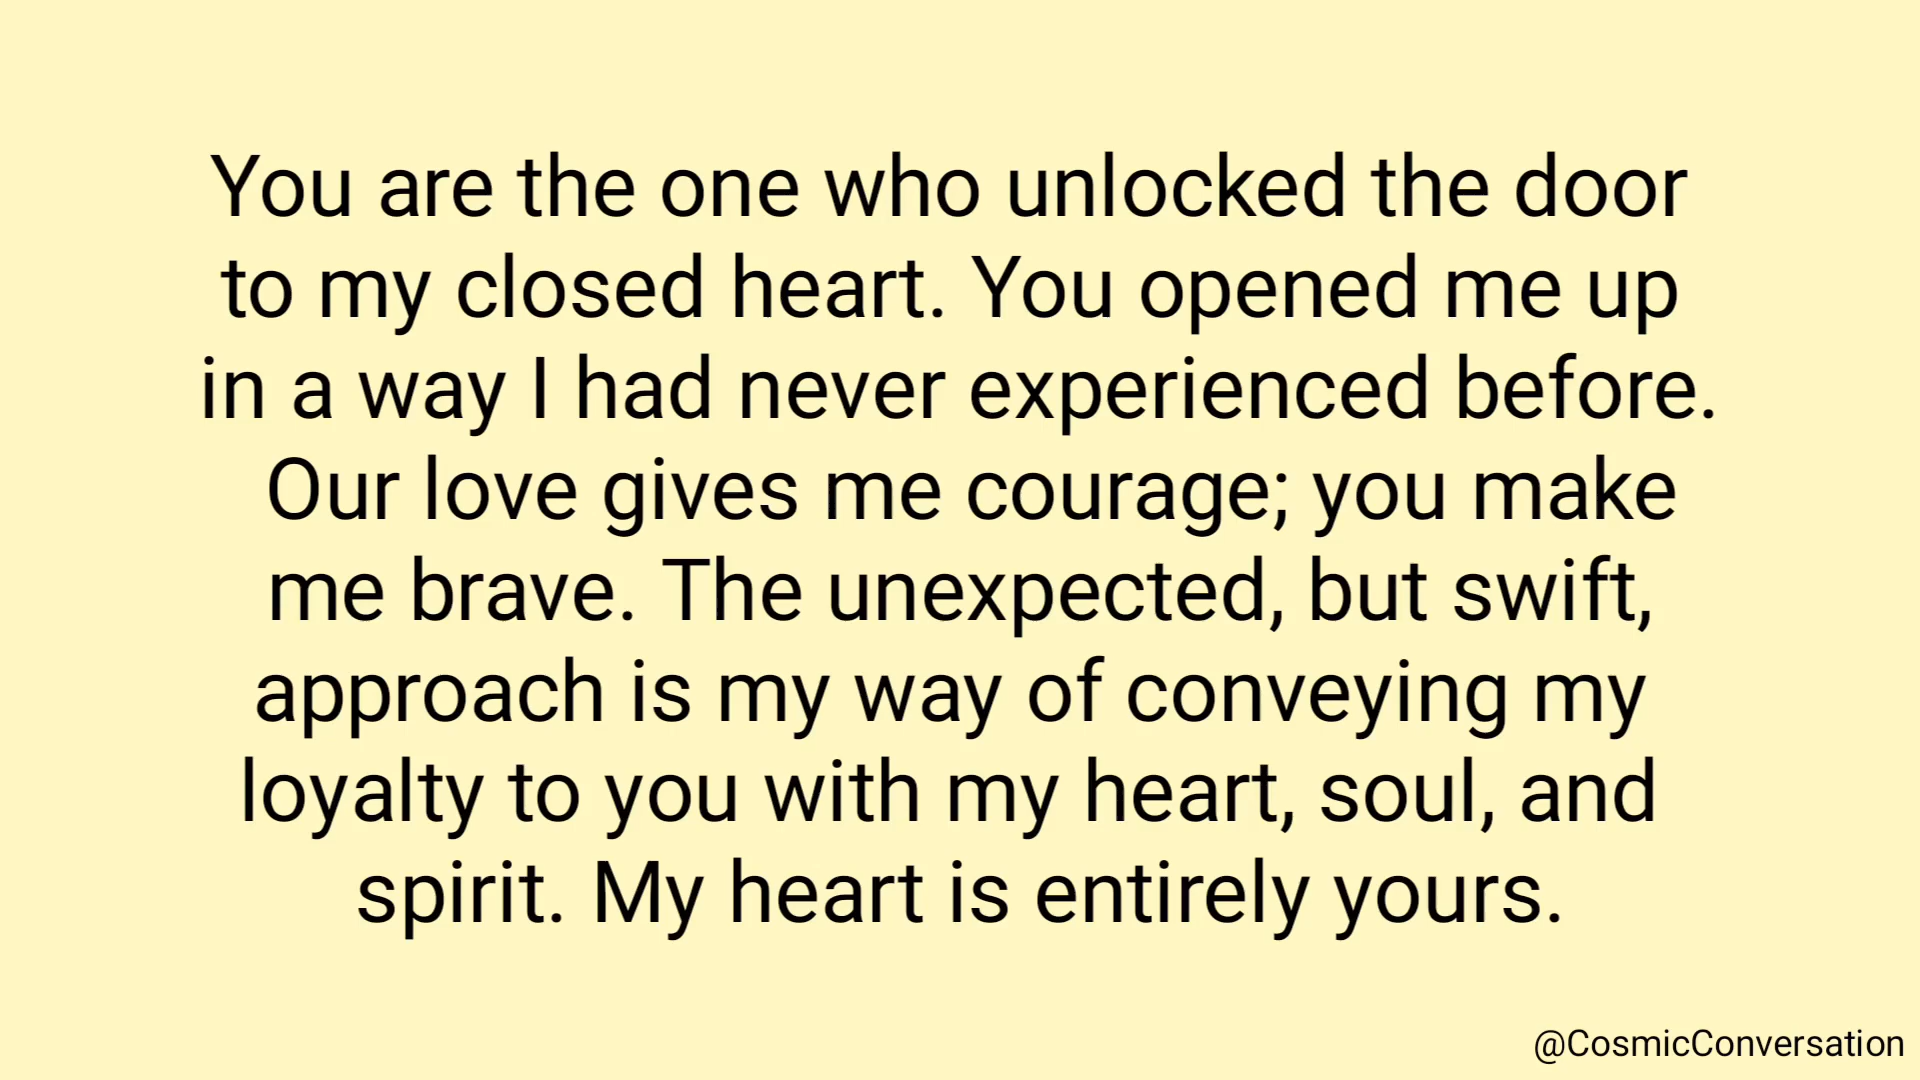 You are the one who unlocked the door
to my closed heart. You opened me up
in a way I had never experienced before.
Our love gives me courage; you make
me brave. The unexpected, but swift,
approach is my way of conveying my
loyalty to you with my heart, soul, and
spirit. My heart is entirely yours.
@CosmicConversation